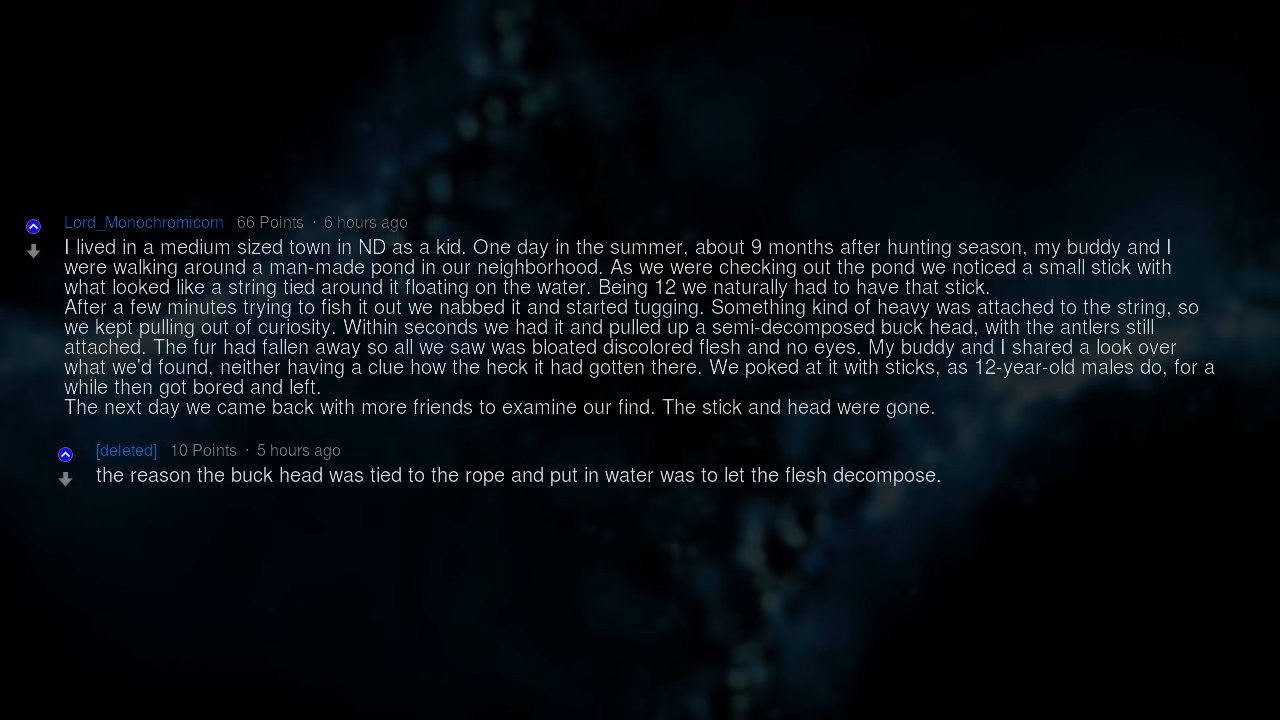 Lord_Monochromicorn 66 Points · 6 hours ago
I lived in a medium sized town in ND as a kid. One day in the summer, about 9 months after hunting season, my buddy and I
were walking around a man-made pond in our neighborhood. As we were checking out the pond we noticed a small stick with
what looked like a string tied around it floating on the water. Being 12 we naturally had to have that stick.
After a few minutes trying to fish it out we nabbed it and started tugging. Something kind of heavy was attached to the string, so
we kept pulling out of curiosity. Within seconds we had it and pulled up a semi-decomposed buck head, with the antlers still
attached. The fur had fallen away so all we saw was bloated discolored flesh and no eyes. My buddy and I shared a look over
what we'd found, neither having a clue how the heck it had gotten there. We poked at it with sticks, as 12-year-old males do, for a
while then got bored and left.
The next day we came back with more friends to examine our find. The stick and head were gone.
[deleted] 10 Points · 5 hours ago
the reason the buck head was tied to the rope and put in water was to let the flesh decompose.